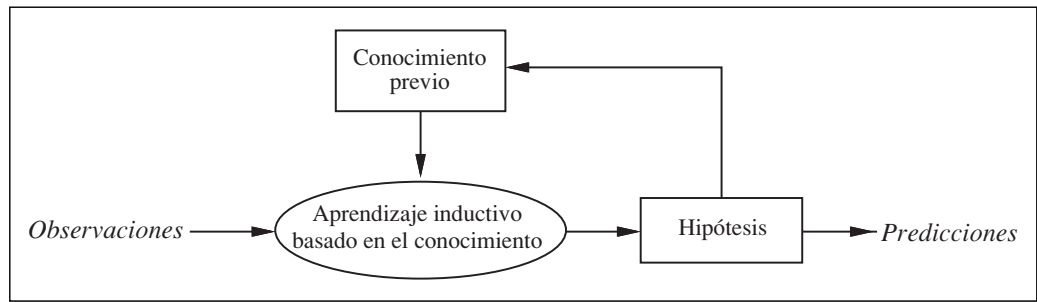 Conocimiento
previo
Observaciones
Aprendizaje inductivo
basado en el conocimiento
Hipótesis
Predicciones